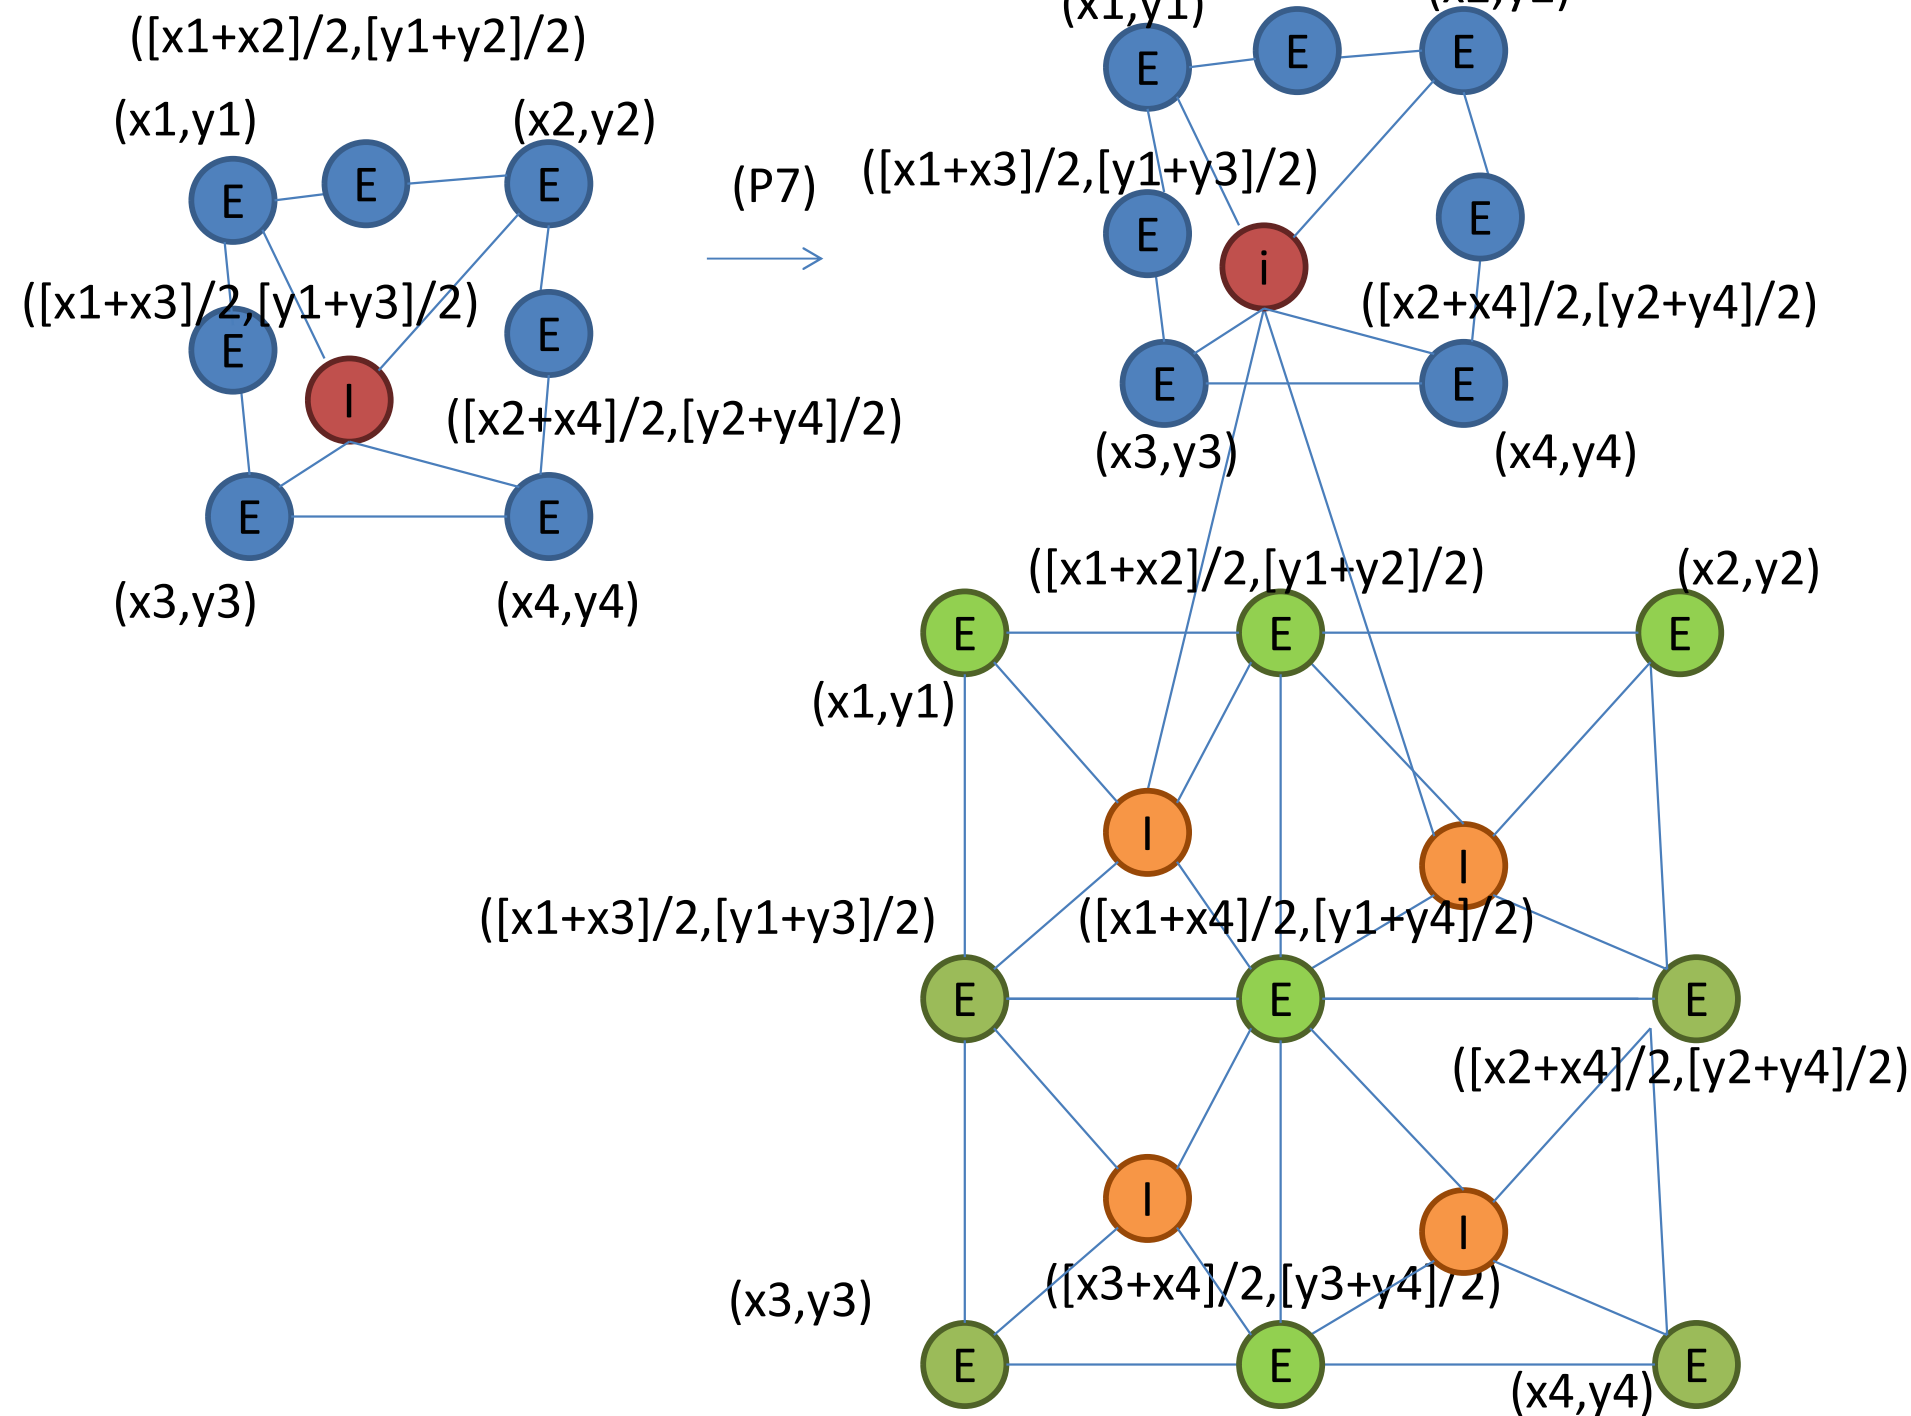 ([x1+x2]/2,[y1+y2]/2)
(x1,y1)
(x2,y2)
E
E
E
([x1+x3]/2,[y1+y3]/2)
E
E
I
([x2+x4]/2,[y2+y4]/2)
E
E
(x3,y3)
(x4,y4)
(P7)
(x1,y1)
E
E
E
([x1+x3]/2,[y1+y3]/2)
E
E
i
([x2+x4]/2,[y2+y4]/2)
E
E
(x3,y3)
(x4,y4)
([x1+x2]/2,[y1+y2]/2)
(x2,y2)
E
E
E
(x1,y1)
I
I
([x1+x3]/2,[y1+y3]/2)
([x1+x4]/2,[y1+y4]/2)
E
E
E
([x2+x4]/2,[y2+y4]/2)
I
I
([x3+x4]/2,[y3+y4]/2)
(x3,y3)
E
E
E
(x4,y4)